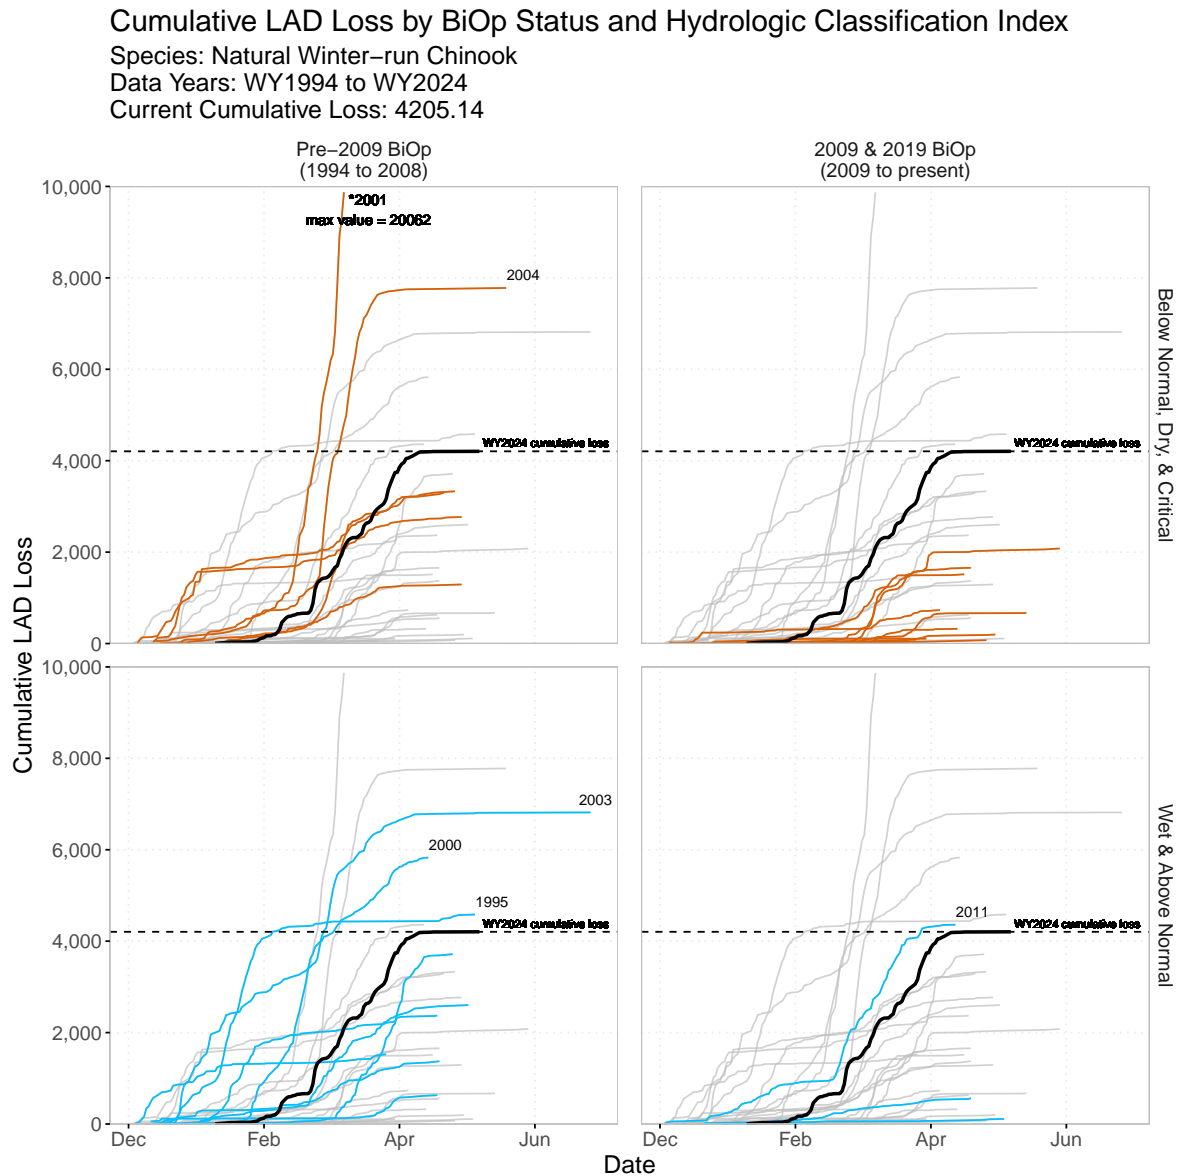 Cumulative LAD Loss by BiOp Status and Hydrologic Classification Index
Species: Natural Winter−run Chinook
Data Years: WY1994 to WY2024
Current Cumulative Loss: 4205.14
Pre−2009 BiOp
(1994 to 2008)
2009 & 2019 BiOp
(2009 to present)
10,000
8,000
6,000
4,000
2,000
0
*2001
max value = 20062
2004
WY2024 cumulative loss
WY2024 cumulative loss
Below Normal, Dry, & Critical
Cumulative LAD Loss
10,000
8,000
6,000
4,000
2,000
0
2003
2000
1995
WY2024 cumulative loss
2011
WY2024 cumulative loss
Wet & Above Normal
Dec
Feb
Apr
Jun
Dec
Feb
Apr
Jun
Date